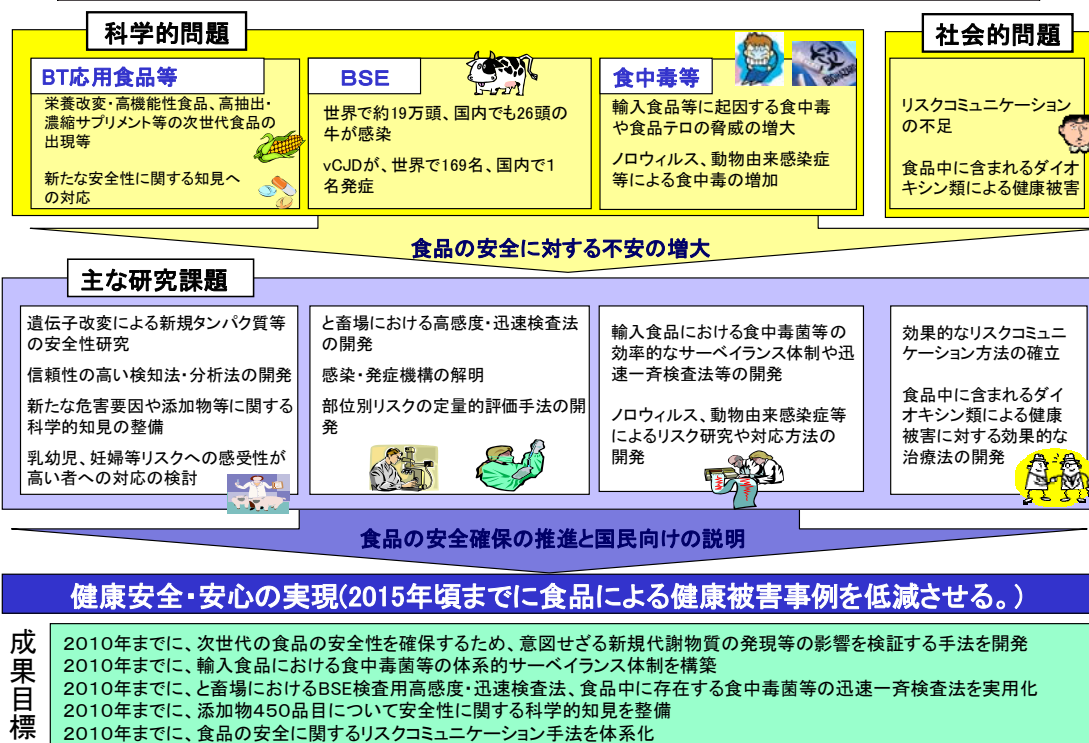 科学的問題
社会的問題
BT応用食品等
栄養改変・高機能性食品、高抽出・
濃縮サプリメント等の次世代食品の
出現等
新たな安全性に関する知見へ
の対応
BSE
世界で約19万頭、国内でも26頭の
牛が感染
vCJDが、世界で169名、国内で1
名発症
食中毒等
BIOHAZARD
輸入食品等に起因する食中毒
や食品テロの脅威の増大
ノロウィルス、動物由来感染症
等による食中毒の増加
リスクコミュニケーション
の不足
食品中に含まれるダイオ
キシン類による健康被害
食品の安全に対する不安の増大
主な研究課題
遺伝子改変による新規タンパク質等
の安全性研究
信頼性の高い検知法・分析法の開発
新たな危害要因や添加物等に関する
科学的知見の整備
乳幼児、妊婦等リスクへの感受性が
高い者への対応の検討
と畜場における高感度・迅速検査法
の開発
感染・発症機構の解明
部位別リスクの定量的評価手法の開
発
輸入食品における食中毒菌等の
効率的なサーベイランス体制や迅
速一斉検査法等の開発
ノロウィルス、動物由来感染症等
によるリスク研究や対応方法の
開発
効果的なリスクコミュニ
ケーション方法の確立
食品中に含まれるダイ
オキシン類による健康
被害に対する効果的な
治療法の開発
食品の安全確保の推進と国民向けの説明
健康安全・安心の実現(2015年頃までに食品による健康被害事例を低減させる。)
成果目標
2010年までに、次世代の食品の安全性を確保するため、意図せざる新規代謝物質の発現等の影響を検証する手法を開発
2010年までに、輸入食品における食中毒菌等の体系的サーベイランス体制を構築
2010年までに、と畜場におけるBSE検査用高感度・迅速検査法、食品中に存在する食中毒菌等の迅速一斉検査法を実用化
2010年までに、添加物450品目について安全性に関する科学的知見を整備
2010年までに、食品の安全に関するリスクコミュニケーション手法を体系化